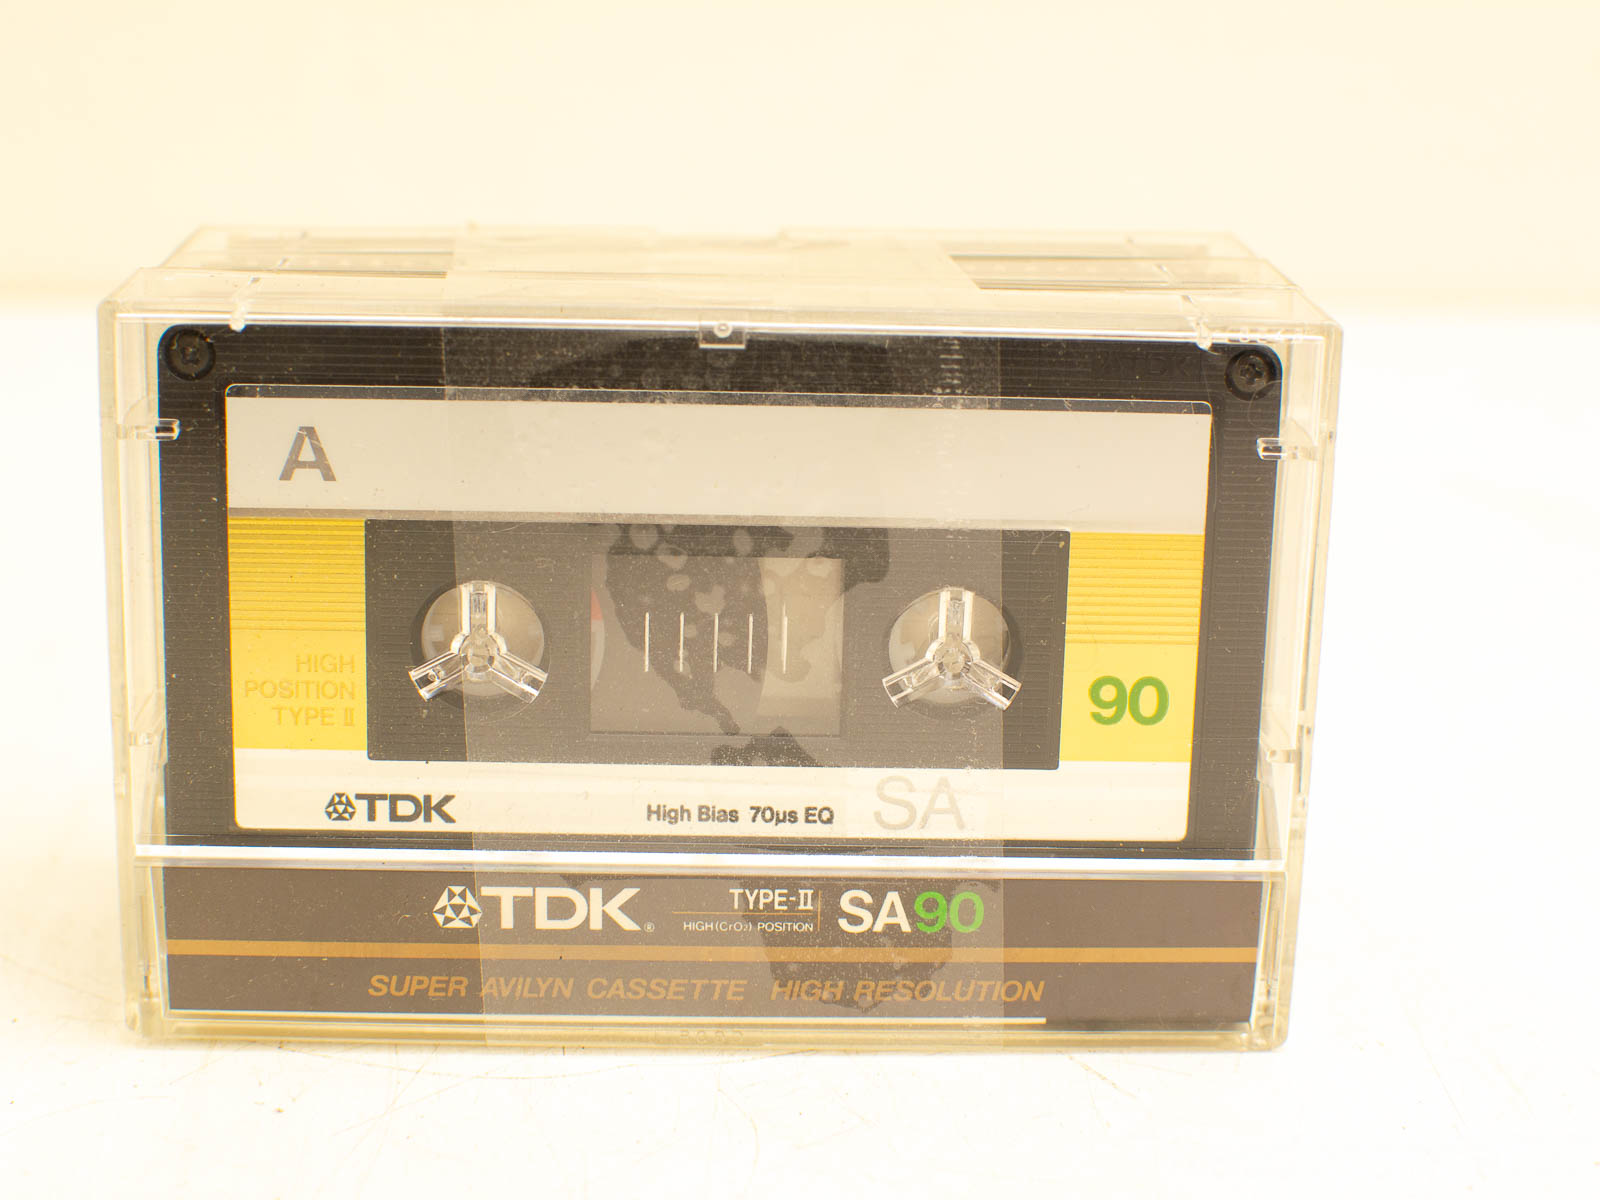 TDK
A
HIGH
POSITION
TYPE II
90
TDK
High Bias 70µs EQ
SA
TDK®
TYPE-II
HIGH (CrO₂) POSITION
SA90
SUPER AVILYN CASSETTE HIGH RESOLUTION